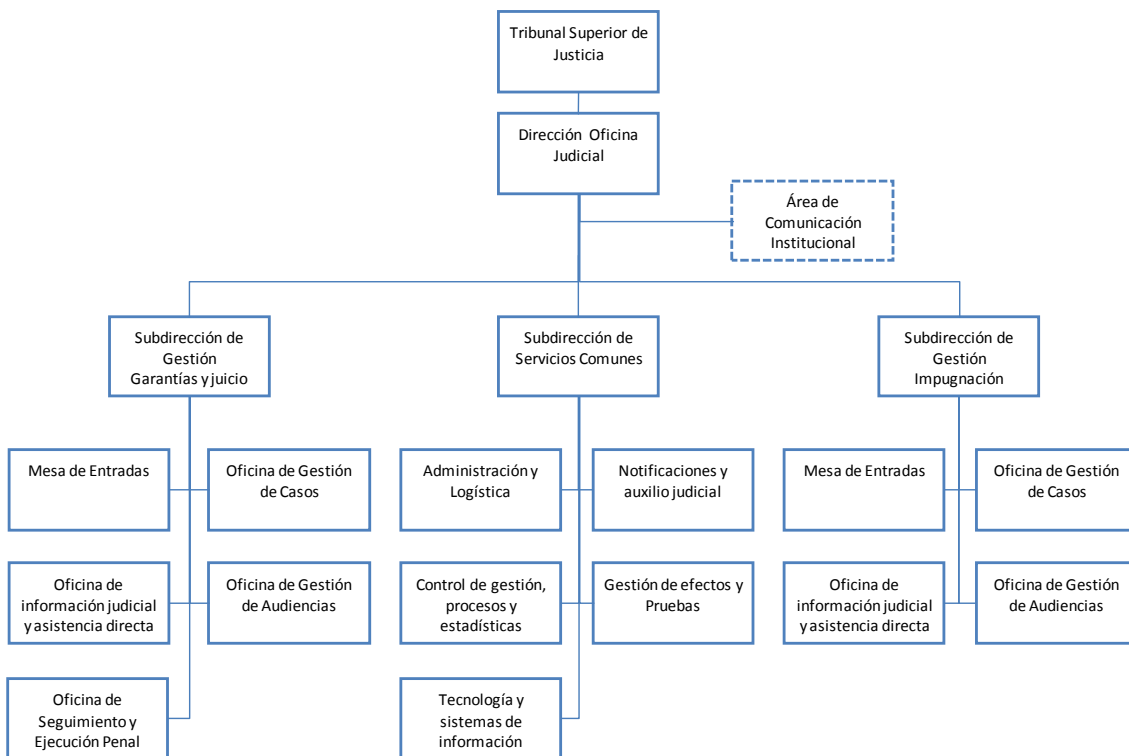 Tribunal Superior de
Justicia
Dirección Oficina
Judicial
Área de
Comunicación
Institucional
Subdirección de
Gestión
Garantías y juicio
Subdirección de
Servicios Comunes
Subdirección de
Gestión
Impugnación
Mesa de Entradas
Oficina de Gestión
de Casos
Administración y
Logística
Notificaciones y
auxilio judicial
Mesa de Entradas
Oficina de Gestión
de Casos
Oficina de
información judicial
y asistencia directa
Oficina de Gestión
de Audiencias
Control de gestión,
procesos y
estadísticas
Gestión de efectos y
Pruebas
Oficina de
información judicial
y asistencia directa
Oficina de Gestión
de Audiencias
Oficina de
Seguimiento y
Ejecución Penal
Tecnología y
sistemas de
información